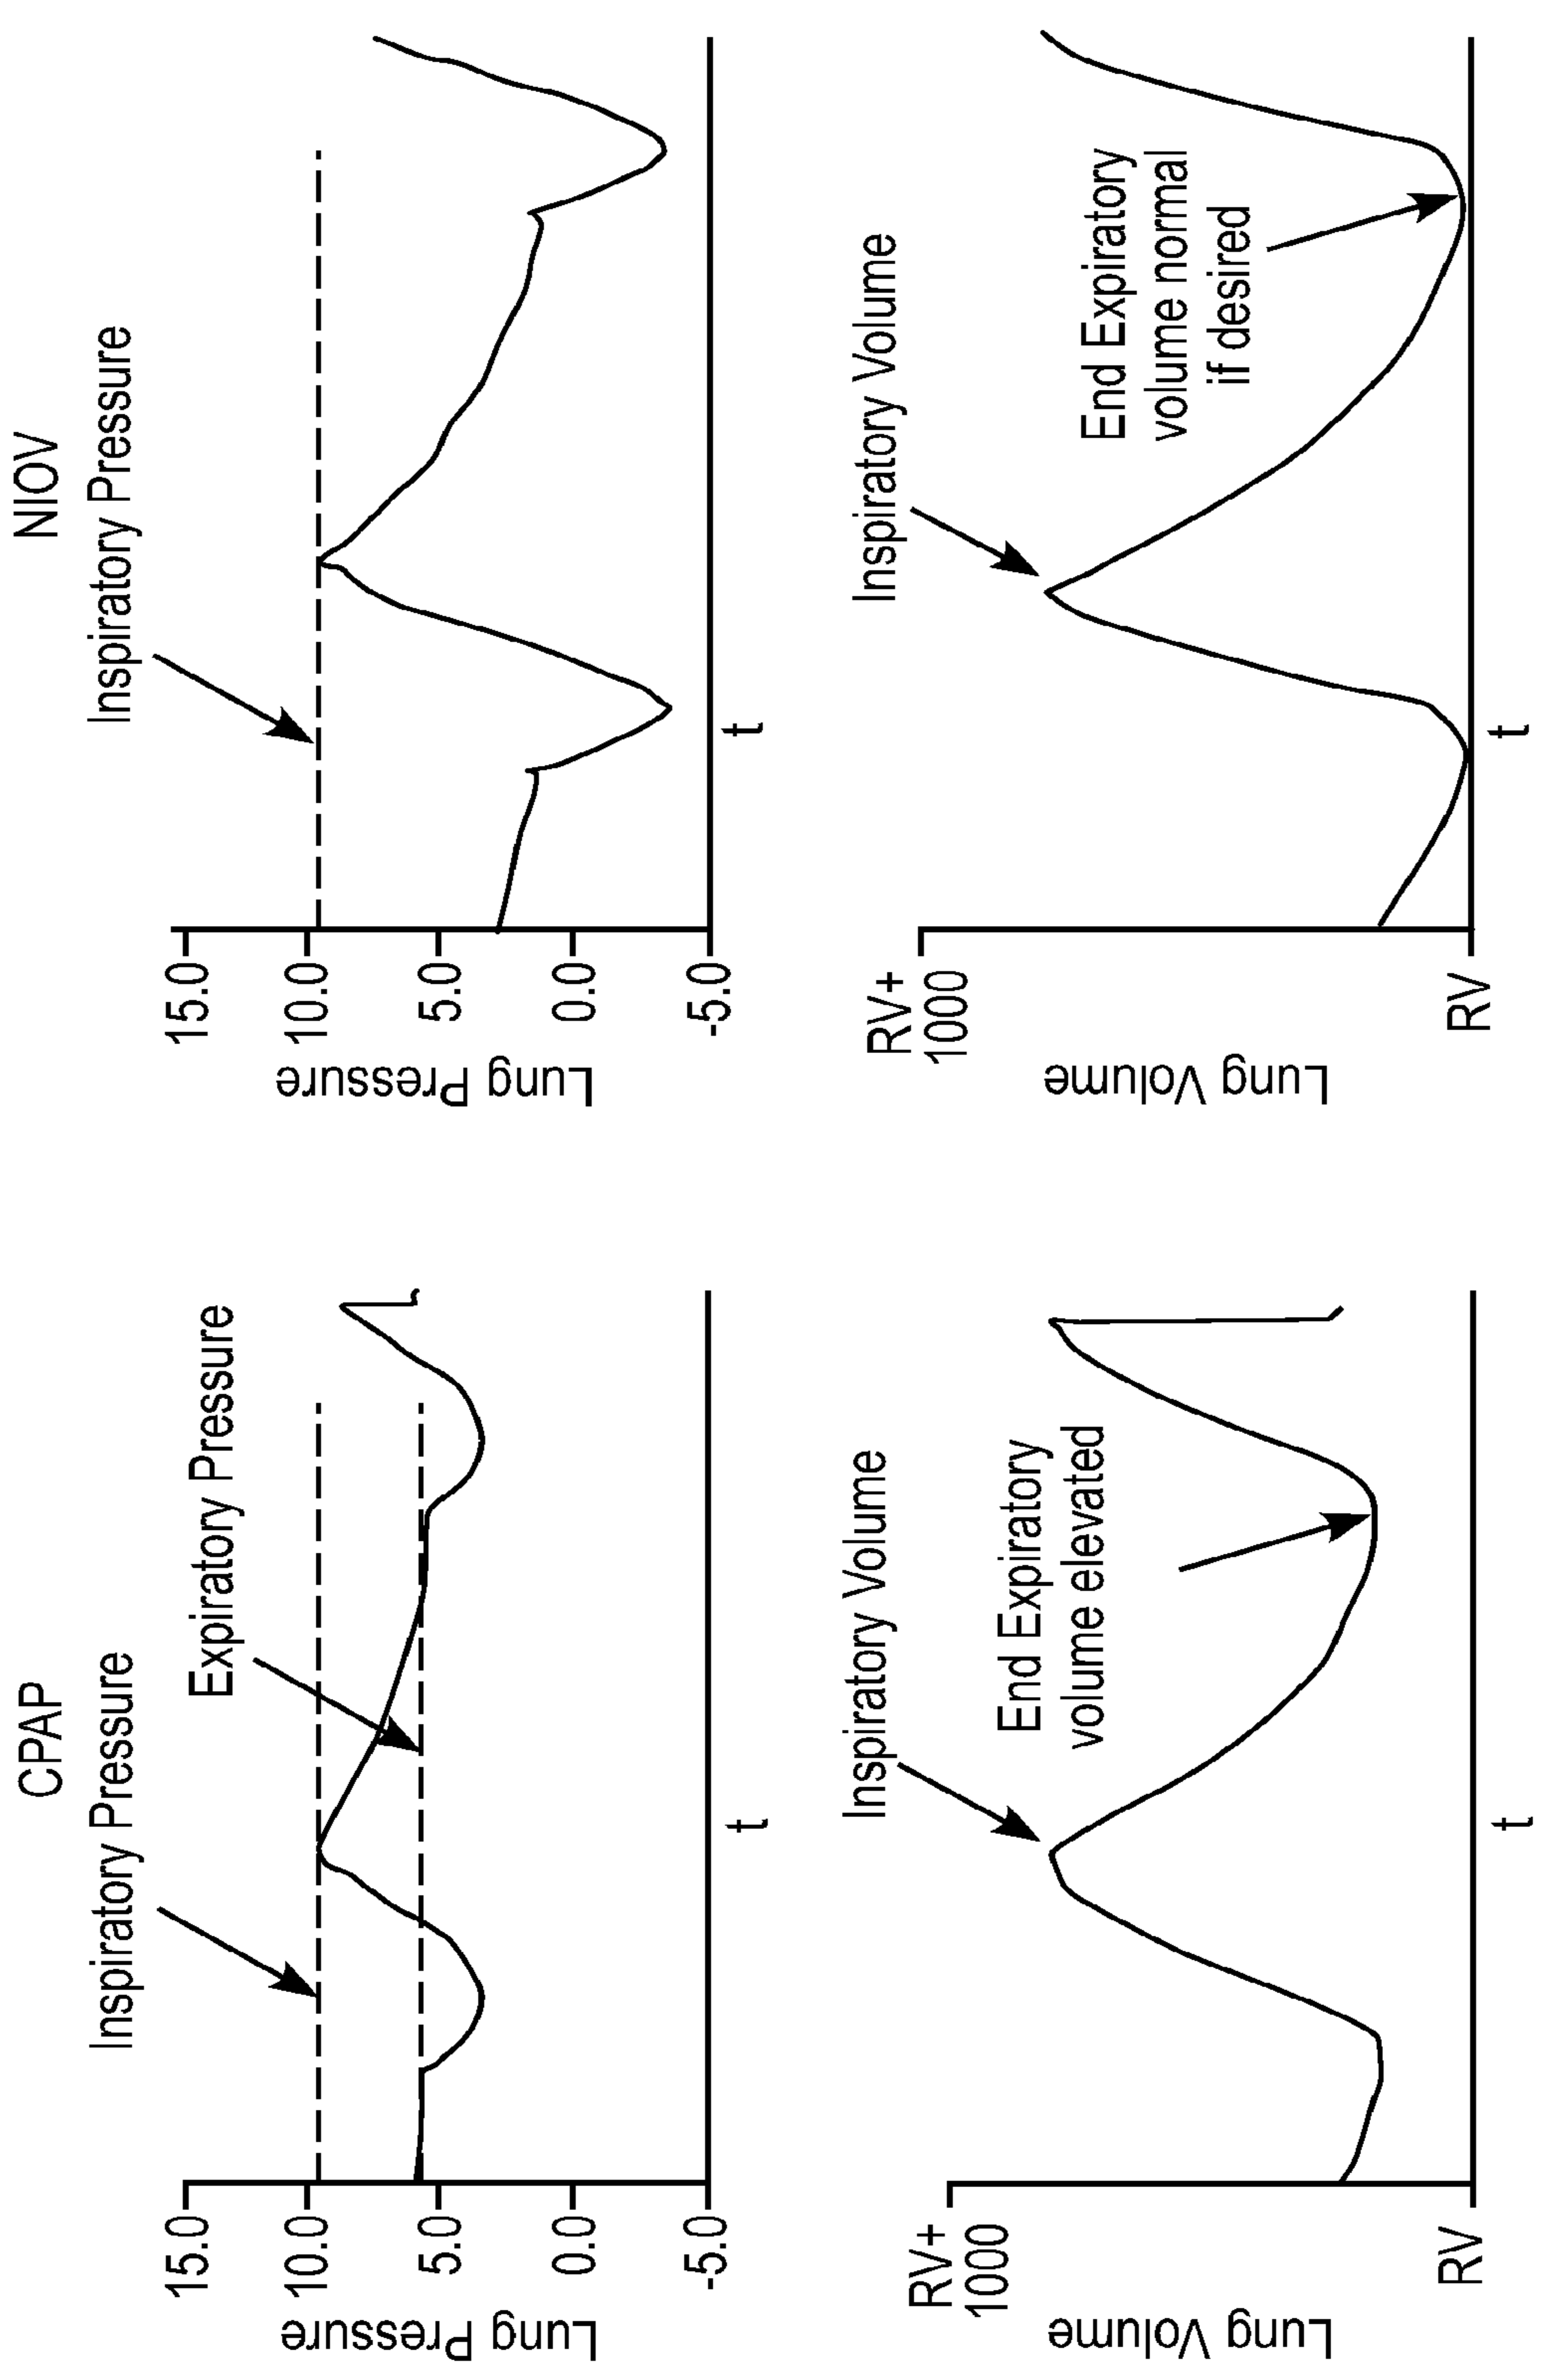 CPAP
Inspiratory Pressure
Expiratory Pressure
15.0
10.0
5.0
0.0
-5.0
Lung Pressure
t
Inspiratory Volume
End Expiratory
volume elevated
RV+
1000
RV
Lung Volume
t
NIOV
Inspiratory Pressure
15.0
10.0
5.0
0.0
-5.0
Lung Pressure
t
Inspiratory Volume
End Expiratory
volume normal
if desired
RV+
1000
RV
Lung Volume
t